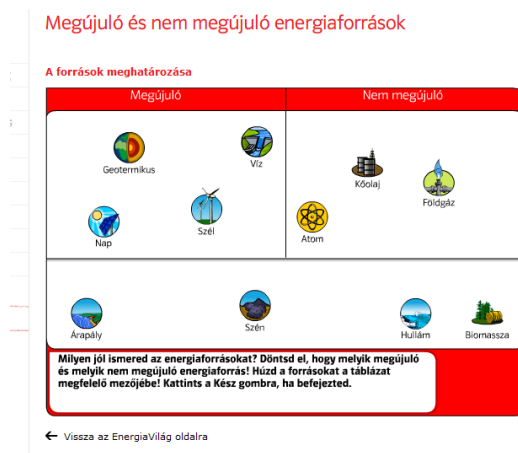 Megújuló és nem megújuló energiaforrások
A források meghatározása
Megújuló
Nem megújuló
Geotermikus
Víz
Kőolaj
Földgáz
Nap
Szél
Atom
Árapály
Szén
Hullám
Biomassza
Milyen jól ismered az energiaforrásokat? Döntsd el, hogy melyik megújuló
és melyik nem megújuló energiaforrás! Húzd a forrásokat a táblázat
megfelelő mezőjébe! Kattints a Kész gombra, ha befejezted.
← Vissza az EnergiaVilág oldalra